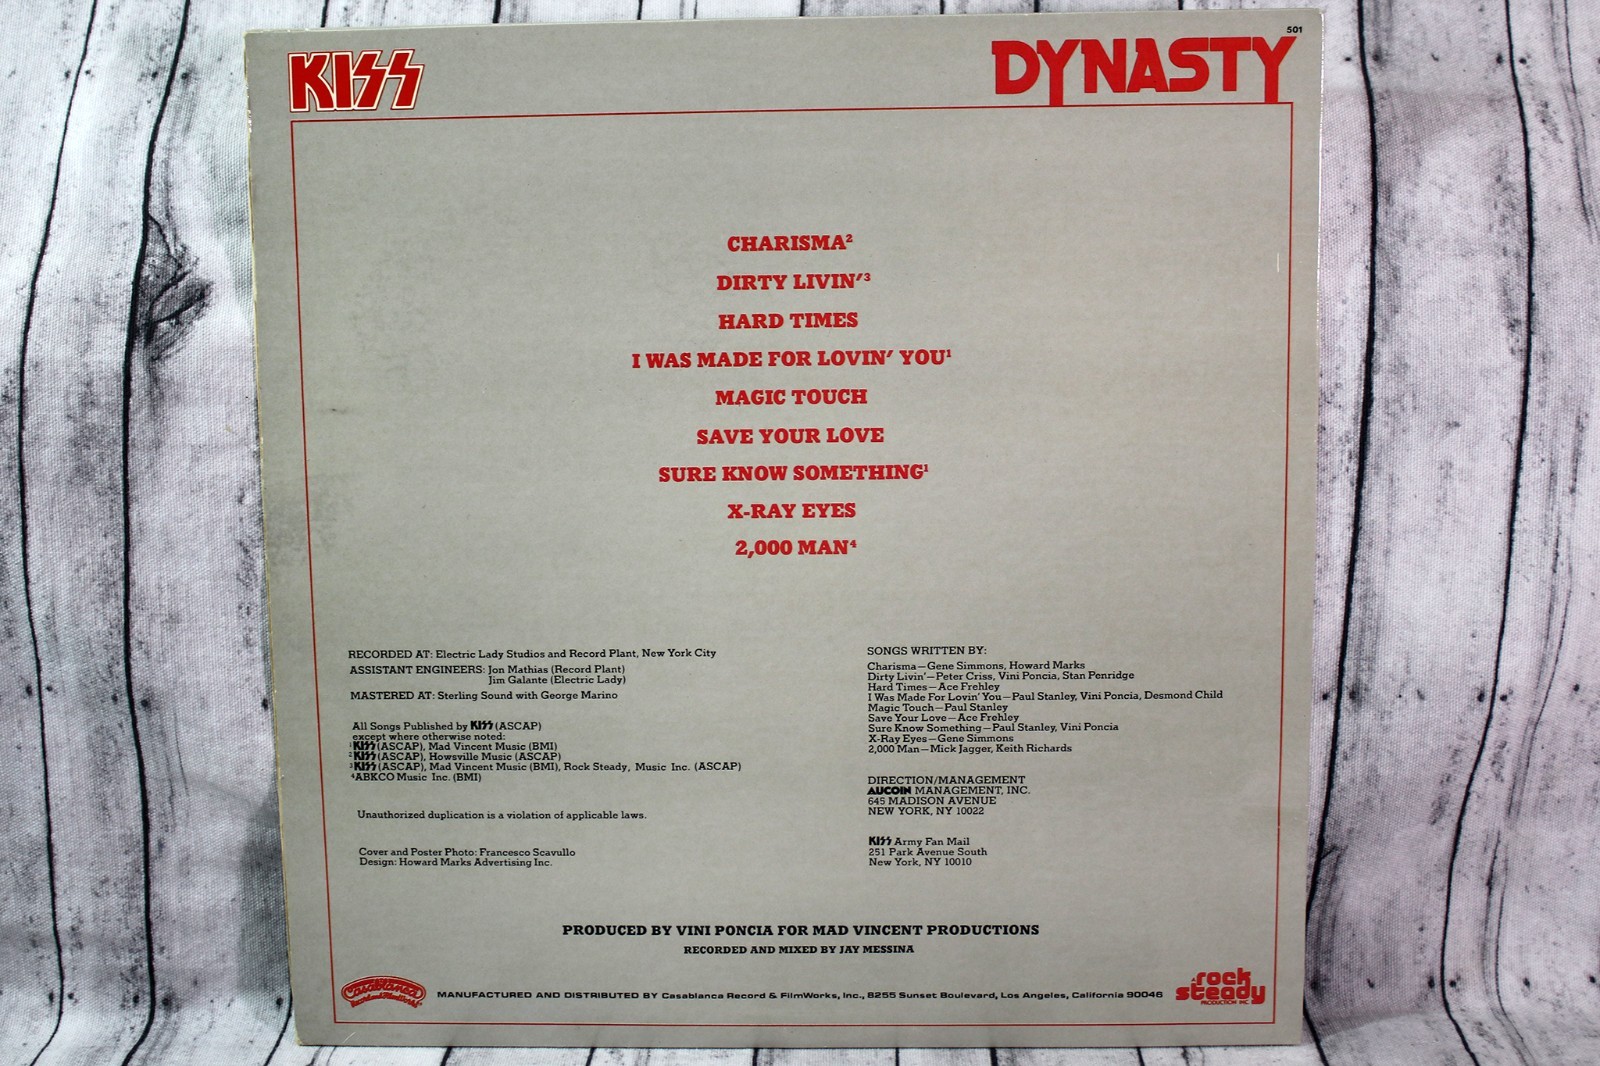 501
KISS
DYNASTY
CHARISMA²
DIRTY LIVIN'³
HARD TIMES
I WAS MADE FOR LOVIN' YOU¹
MAGIC TOUCH
SAVE YOUR LOVE
SURE KNOW SOMETHING¹
X-RAY EYES
2,000 MAN⁴
RECORDED AT: Electric Lady Studios and Record Plant, New York City
ASSISTANT ENGINEERS: Jon Mathias (Record Plant)
Jim Galante (Electric Lady)
MASTERED AT: Sterling Sound with George Marino
All Songs Published by KISS (ASCAP)
except where otherwise noted:
¹KISS (ASCAP), Mad Vincent Music (BMI)
²KISS (ASCAP), Howsville Music (ASCAP)
³KISS (ASCAP), Mad Vincent Music (BMI), Rock Steady, Music Inc. (ASCAP)
⁴ABKCO Music Inc. (BMI)
Unauthorized duplication is a violation of applicable laws.
Cover and Poster Photo: Francesco Scavullo
Design: Howard Marks Advertising Inc.
SONGS WRITTEN BY:
Charisma—Gene Simmons, Howard Marks
Dirty Livin'—Peter Criss, Vini Poncia, Stan Penridge
Hard Times—Ace Frehley
I Was Made For Lovin' You—Paul Stanley, Vini Poncia, Desmond Child
Magic Touch—Paul Stanley
Save Your Love—Ace Frehley
Sure Know Something—Paul Stanley, Vini Poncia
X-Ray Eyes—Gene Simmons
2,000 Man—Mick Jagger, Keith Richards
DIRECTION/MANAGEMENT
AUCOIN MANAGEMENT, INC.
645 MADISON AVENUE
NEW YORK, NY 10022
KISS Army Fan Mail
251 Park Avenue South
New York, NY 10010
PRODUCED BY VINI PONCIA FOR MAD VINCENT PRODUCTIONS
RECORDED AND MIXED BY JAY MESSINA
Casablanca
Record and FilmWorks
MANUFACTURED AND DISTRIBUTED BY Casablanca Record & FilmWorks, Inc., 8255 Sunset Boulevard, Los Angeles, California 90046
a rock
steady
PRODUCTION INC